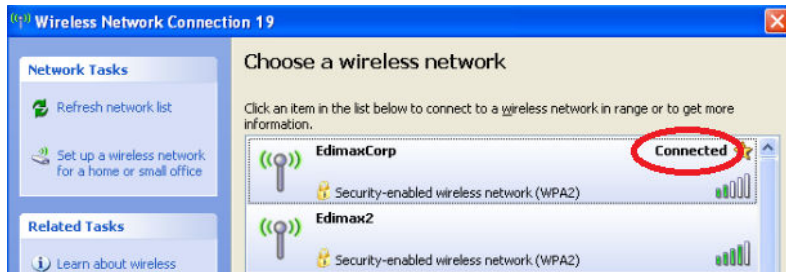 Wireless Network Connection 19
Network Tasks
Refresh network list
Set up a wireless network
for a home or small office
Related Tasks
Learn about wireless
Choose a wireless network
Click an item in the list below to connect to a wireless network in range or to get more
information.
EdimaxCorp Connected
Security-enabled wireless network (WPA2)
Edimax2
Security-enabled wireless network (WPA2)